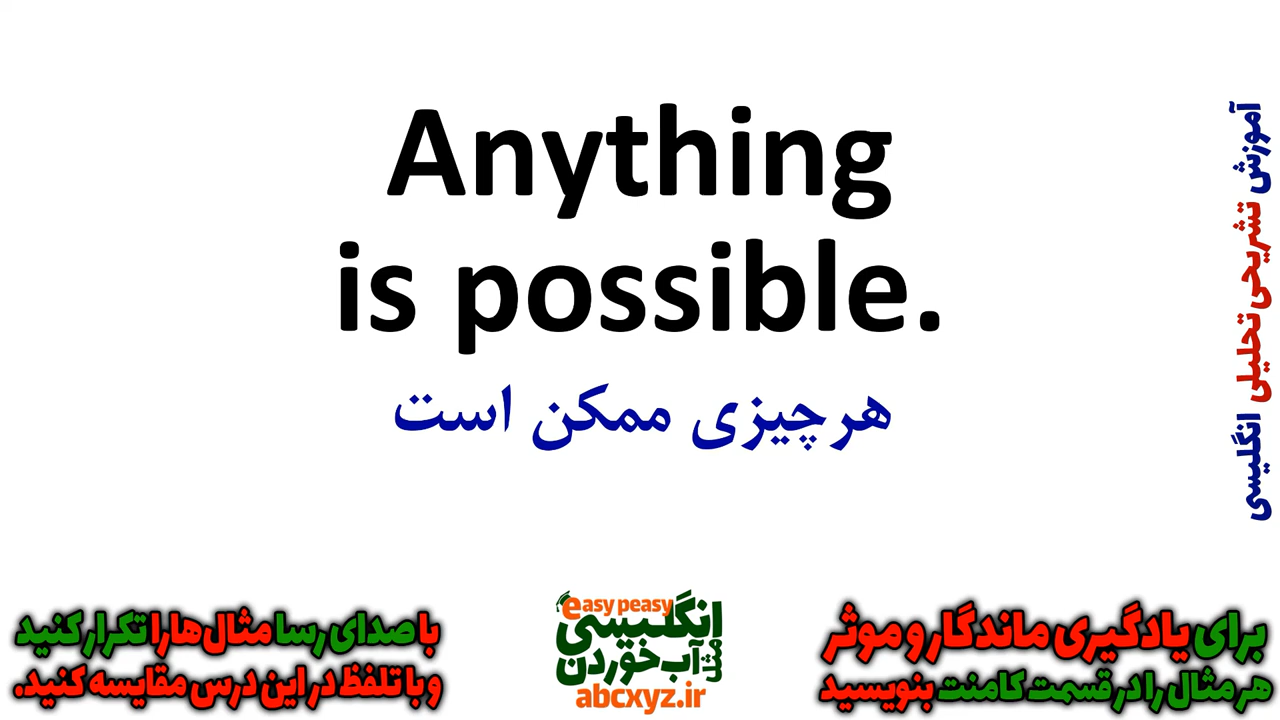 Anything
is possible.
هرچیزی ممکن است
آموزش تشریحی تحلیلی انگلیسی
برای یادگیری ماندگار و موثر
هر مثال را در قسمت کامنت بنویسید
easy peasy
انگلیسی
مثل آب خوردن
abcxyz.ir
با صدای رسا مثال‌ها را تکرار کنید
و با تلفظ در این درس مقایسه کنید.